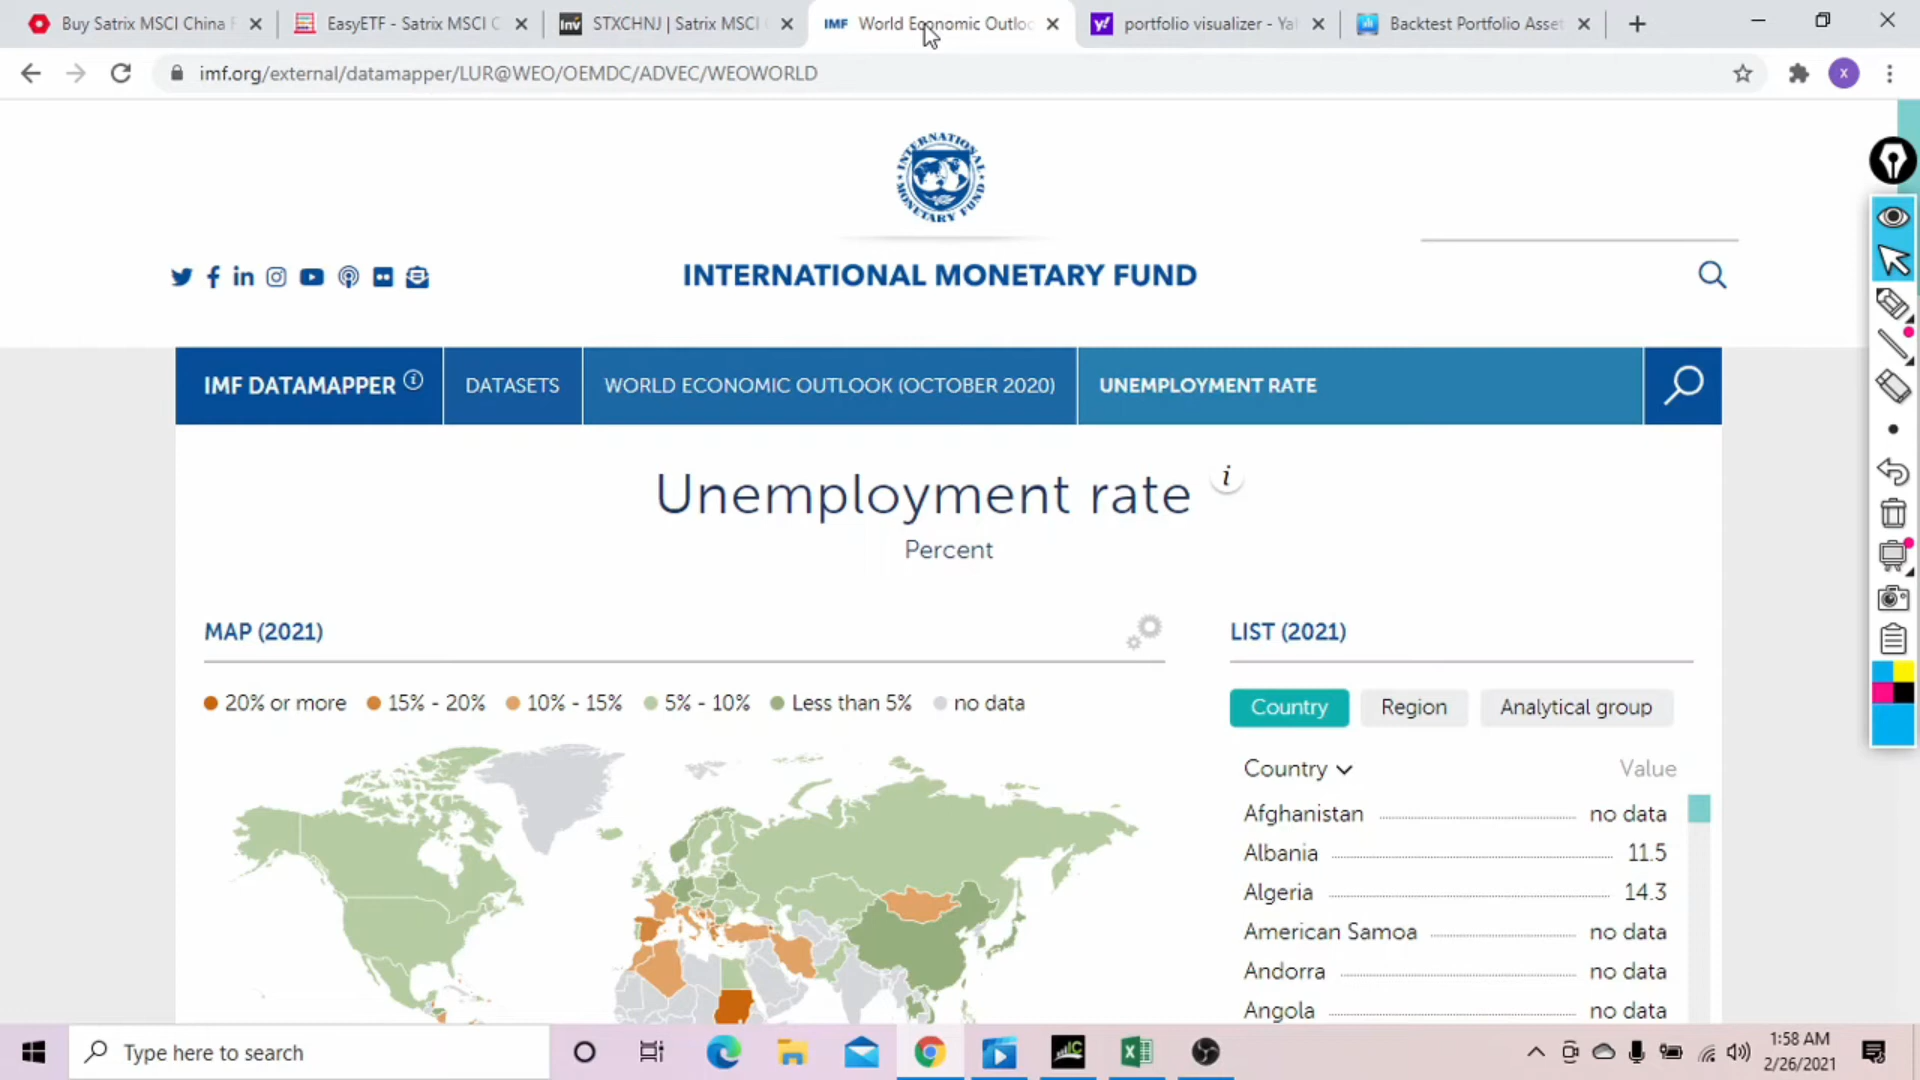 Buy Satrix MSCI China
EasyETF - Satrix MSCI
STXCHNJ | Satrix MSCI
IMF World Economic Outlo
portfolio visualizer - Ya
Backtest Portfolio Asset
imf.org/external/datamapper/LUR@WEO/OEMDC/ADVEC/WEOWORLD
X
INTERNATIONAL MONETARY FUND
INTERNATIONAL MONETARY FUND
IMF DATAMAPPER i
DATASETS
WORLD ECONOMIC OUTLOOK (OCTOBER 2020)
UNEMPLOYMENT RATE
Unemployment rate i
Percent
MAP (2021)
20% or more 15% - 20% 10% - 15% 5% - 10% Less than 5% no data
LIST (2021)
Country Region Analytical group
Country Value
Afghanistan no data
Albania 11.5
Algeria 14.3
American Samoa no data
Andorra no data
Angola no data
Type here to search
1:58 AM
2/26/2021